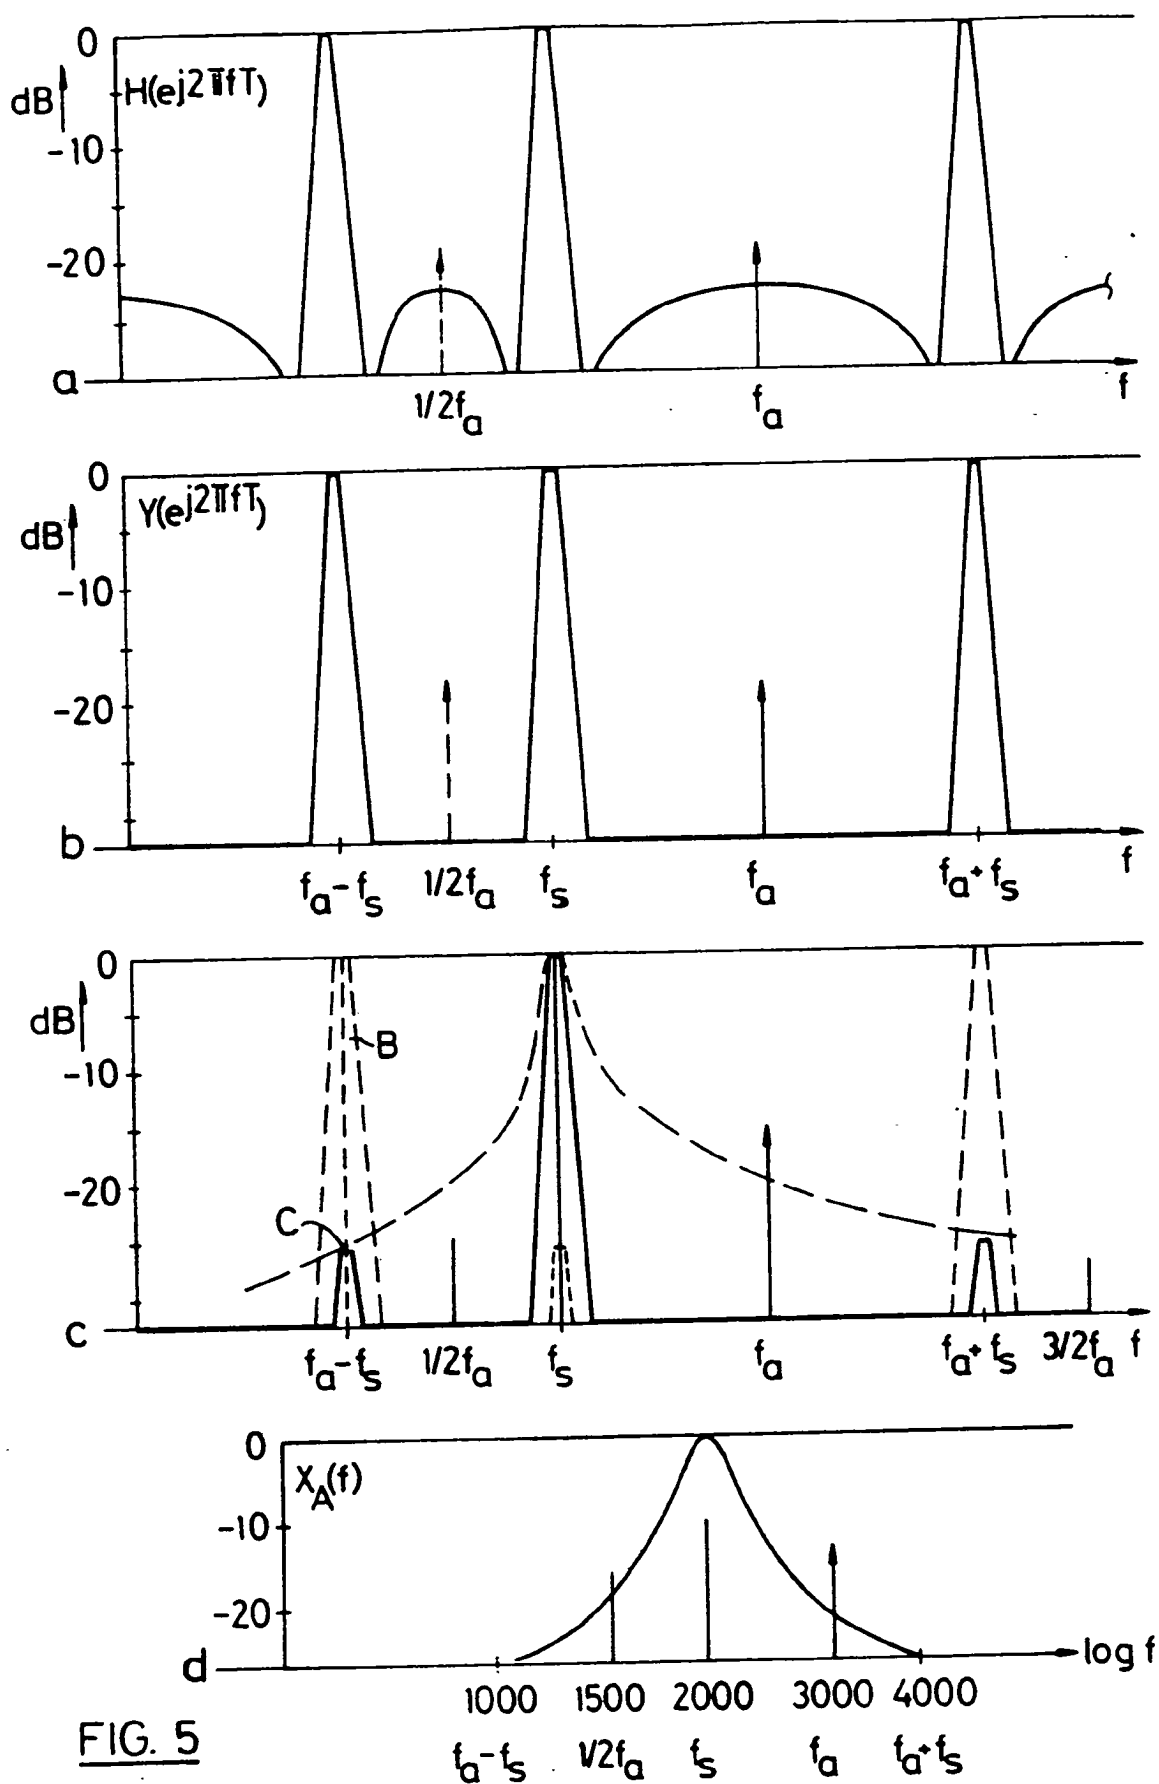 0
dB
H(ej2πfT)
-10
-20
a
1/2fa
fa
f
0
dB
Y(ej2πfT)
-10
-20
b
fa-fs
1/2fa
fs
fa
fa+fs
f
0
dB
B
-10
-20
C
c
fa-fs
1/2fa
fs
fa
fa+fs
3/2fa
f
0
XA(f)
-10
-20
d
log f
1000 1500 2000 3000 4000
fa-fs 1/2fa fs fa fa+fs
FIG. 5